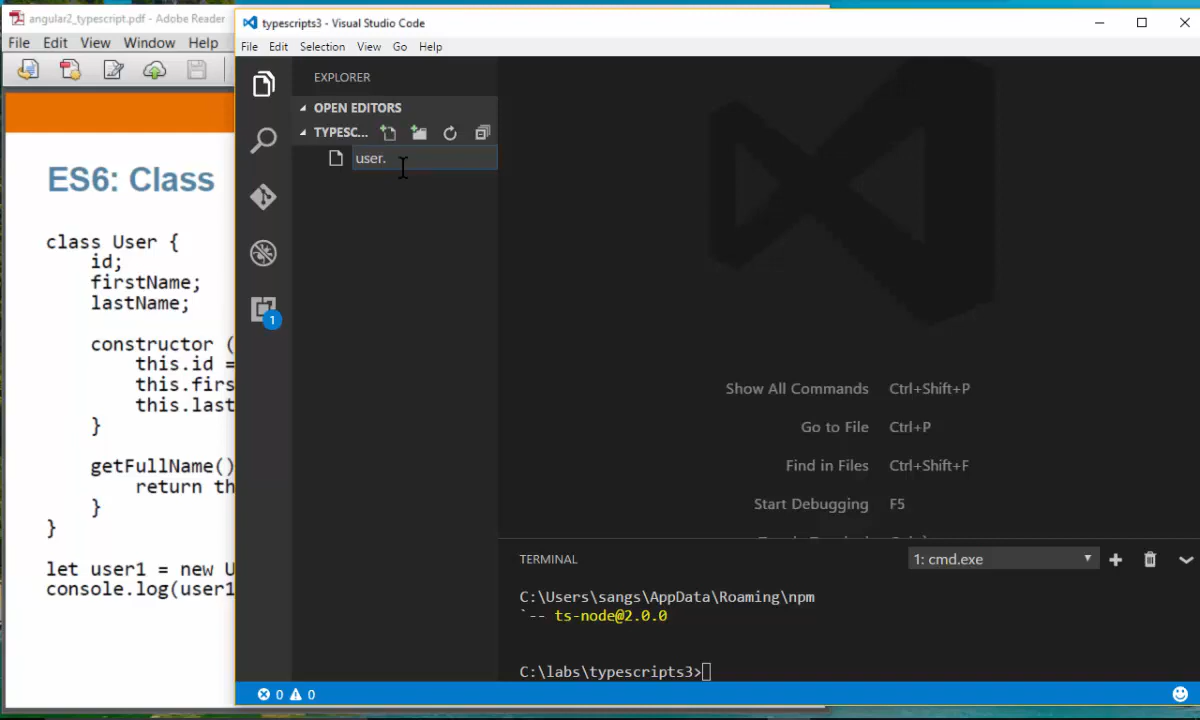 angular2_typescript.pdf - Adobe Reader
File Edit View Window Help
ES6: Class
class User {
id;
firstName;
lastName;
constructor (
this.id =
this.firs
this.last
}
getFullName()
return th
}
}
let user1 = new U
console.log(user1
typescripts3 - Visual Studio Code
File Edit Selection View Go Help
EXPLORER
OPEN EDITORS
TYPESC...
user.
1
Show All Commands Ctrl+Shift+P
Go to File Ctrl+P
Find in Files Ctrl+Shift+F
Start Debugging F5
TERMINAL
1: cmd.exe
C:\Users\sangs\AppData\Roaming\npm
`-- ts-node@2.0.0
C:\labs\typescripts3>
0 0